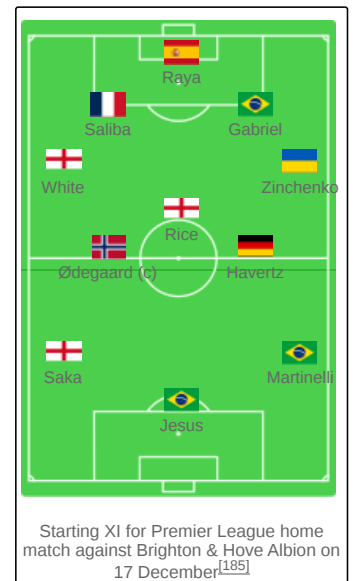 Raya
Saliba Gabriel
White Zinchenko
Rice
Ødegaard (c) Havertz
Saka Martinelli
Jesus
Starting XI for Premier League home
match against Brighton & Hove Albion on
17 December[185]